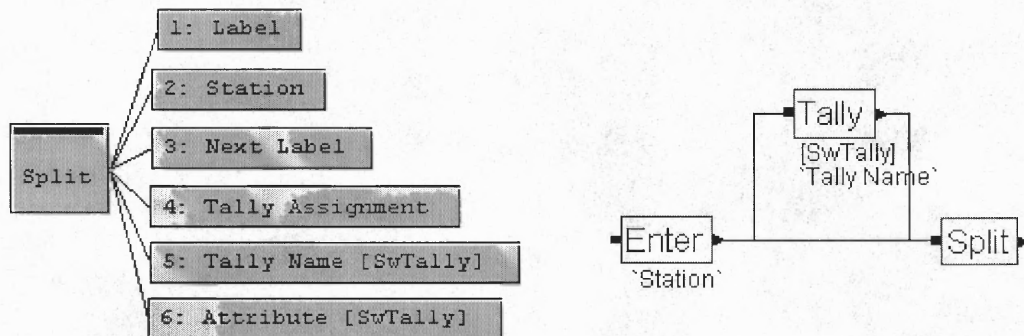 1: Label
2: Station
3: Next Label
Split
4: Tally Assignment
5: Tally Name [SwTally]
6: Attribute [SwTally]
Tally
[SwTally]
`Tally Name`
Enter
Split
`Station`